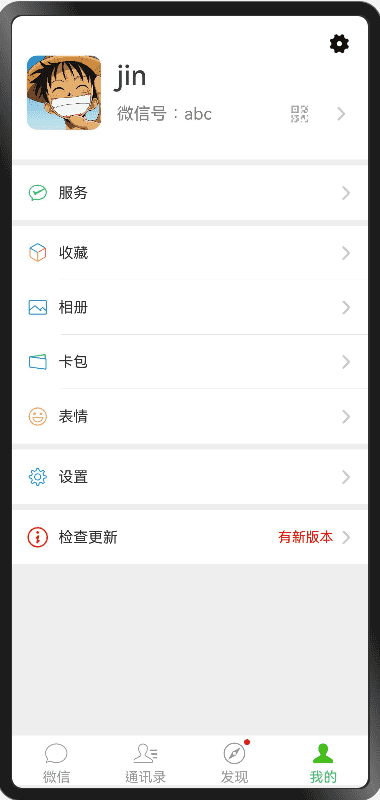 jin
微信号：abc
服务
收藏
相册
卡包
表情
设置
检查更新 有新版本
微信 通讯录 发现 我的